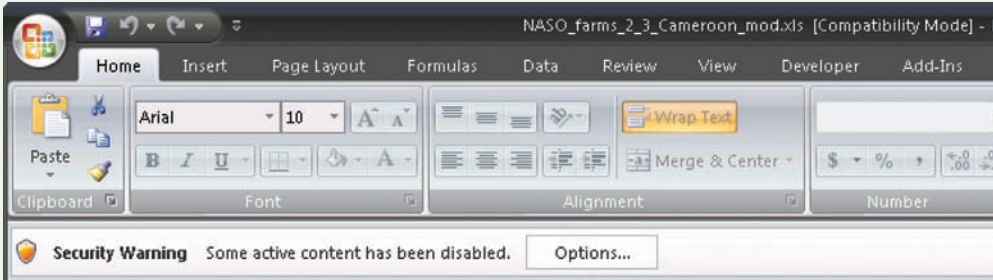 NASO_farms_2_3_Cameroon_mod.xls [Compatibility Mode] -
Home Insert Page Layout Formulas Data Review View Developer Add-Ins
Arial 10 A A Wrap Text
Paste B I U A Merge & Center $ % , .00
Clipboard Font Alignment Number
Security Warning Some active content has been disabled. Options...